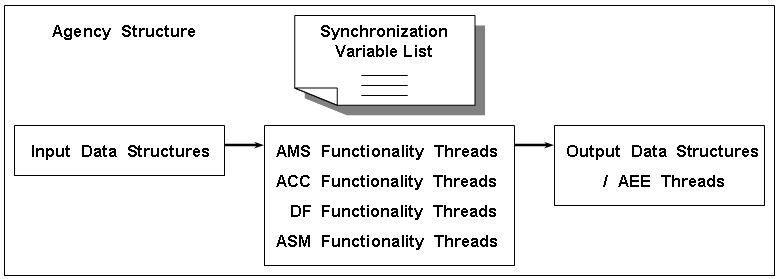 Agency Structure
Synchronization
Variable List
Input Data Structures
AMS Functionality Threads
ACC Functionality Threads
DF Functionality Threads
ASM Functionality Threads
Output Data Structures
/ AEE Threads